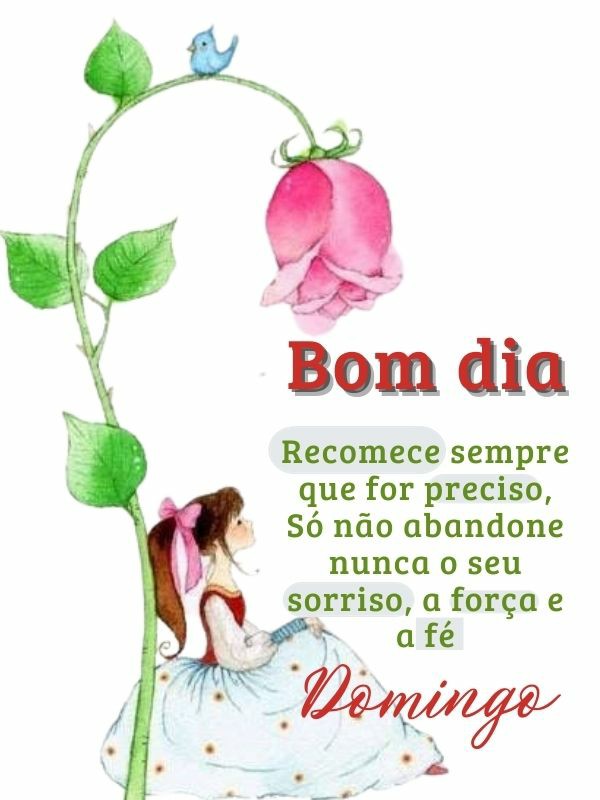 Bom dia
Recomece sempre
que for preciso,
Só não abandone
nunca o seu
sorriso, a força e
a fé
Domingo